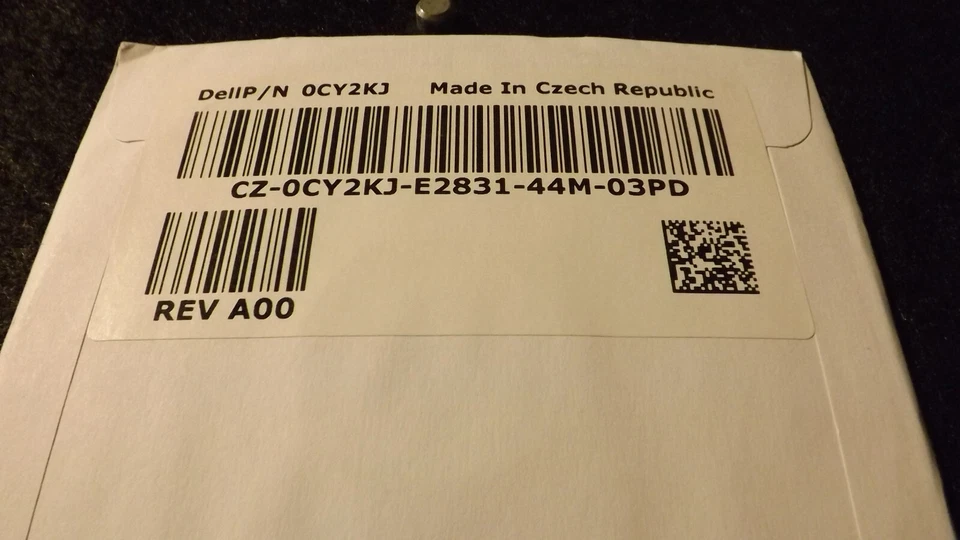 DellP/N 0CY2KJ Made In Czech Republic
CZ-0CY2KJ-E2831-44M-03PD
REV A00